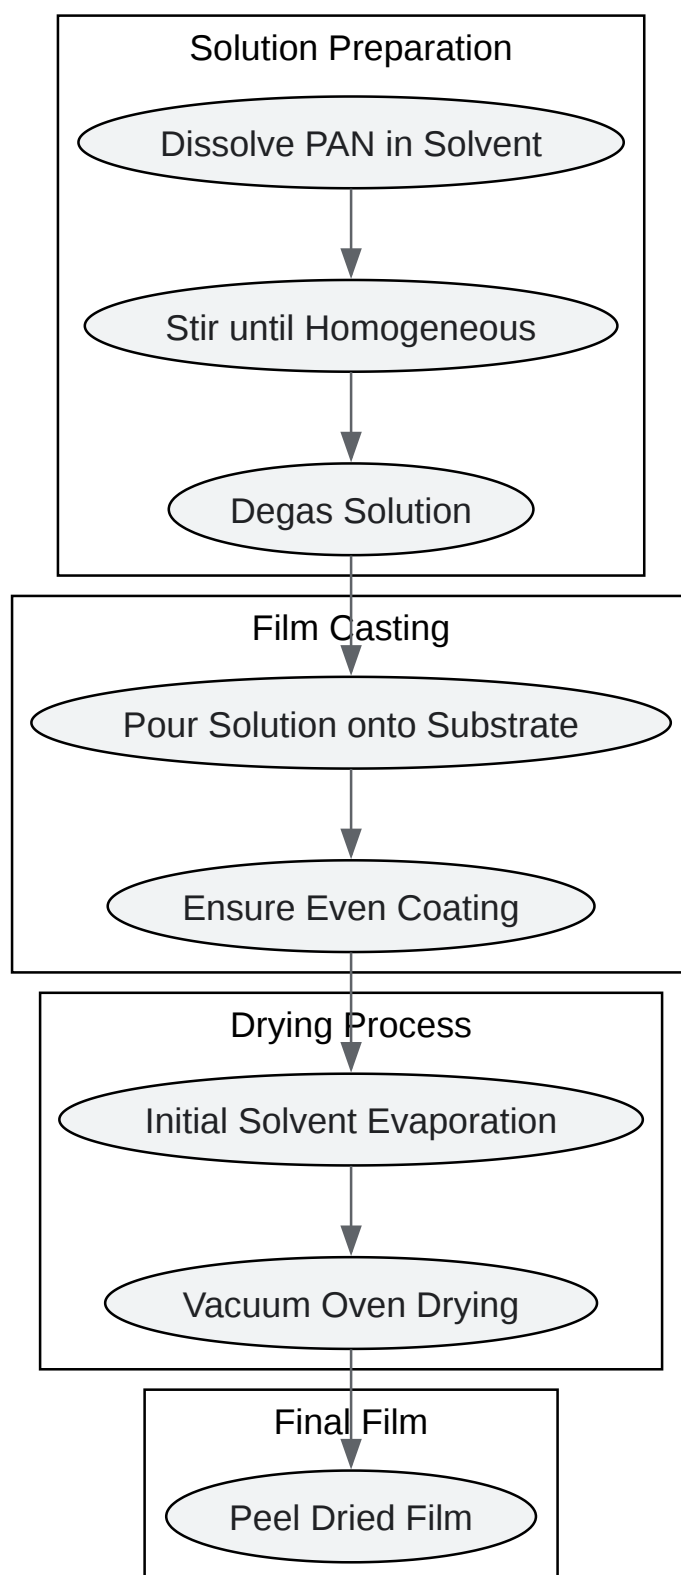 Solution Preparation
Dissolve PAN in Solvent
Stir until Homogeneous
Degas Solution
Film Casting
Pour Solution onto Substrate
Ensure Even Coating
Drying Process
Initial Solvent Evaporation
Vacuum Oven Drying
Final Film
Peel Dried Film